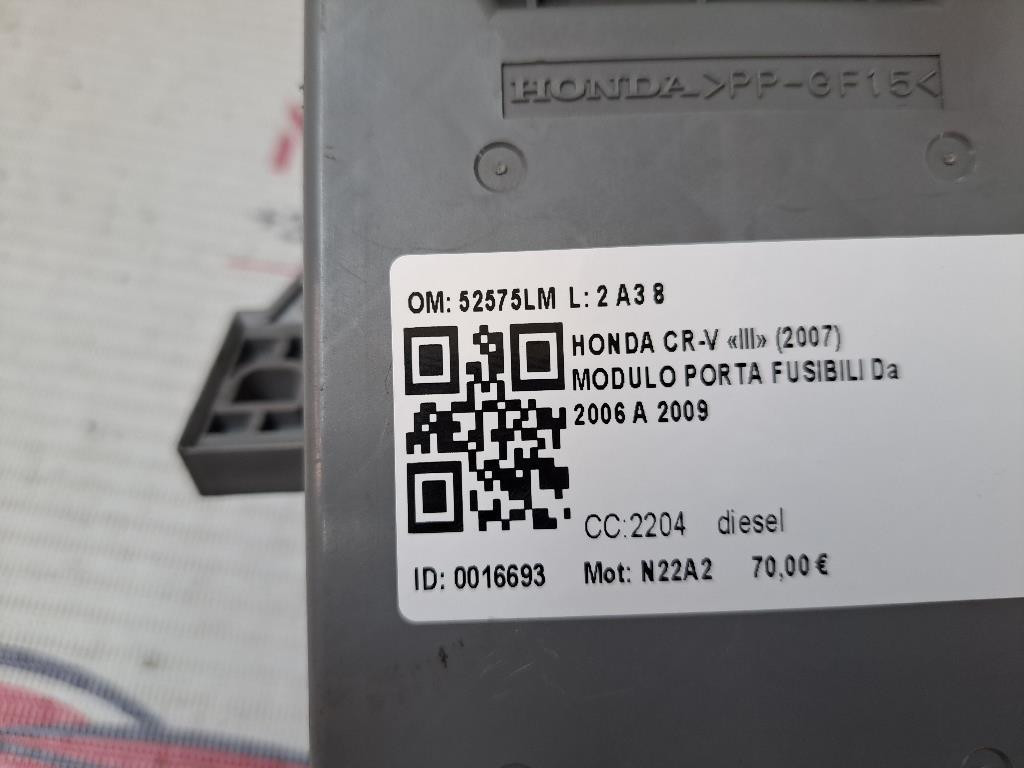 HONDA >PP-GF15<
OM: 52575LM L: 2 A3 8
HONDA CR-V «III» (2007)
MODULO PORTA FUSIBILI Da
2006 A 2009
CC:2204 diesel
ID: 0016693 Mot: N22A2 70,00 €